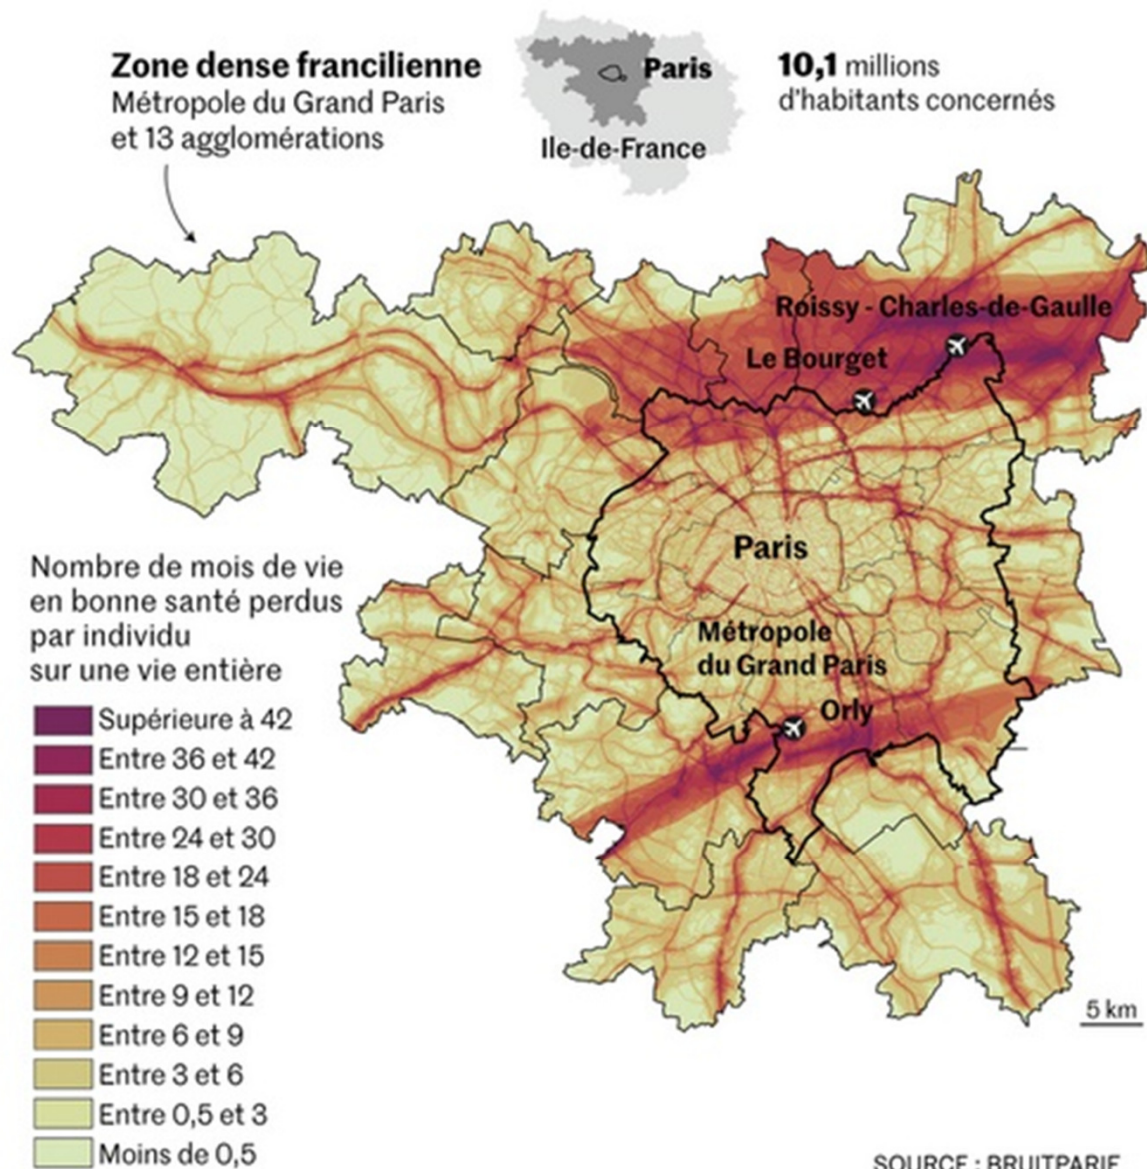 Zone dense francilienne
Métropole du Grand Paris
et 13 agglomérations
Paris
Ile-de-France
10,1 millions
d'habitants concernés
Roissy - Charles-de-Gaulle
Le Bourget
Paris
Métropole
du Grand Paris
Orly
Nombre de mois de vie
en bonne santé perdus
par individu
sur une vie entière
Supérieure à 42
Entre 36 et 42
Entre 30 et 36
Entre 24 et 30
Entre 18 et 24
Entre 15 et 18
Entre 12 et 15
Entre 9 et 12
Entre 6 et 9
Entre 3 et 6
Entre 0,5 et 3
Moins de 0,5
5 km
SOURCE : BRUITPARIF